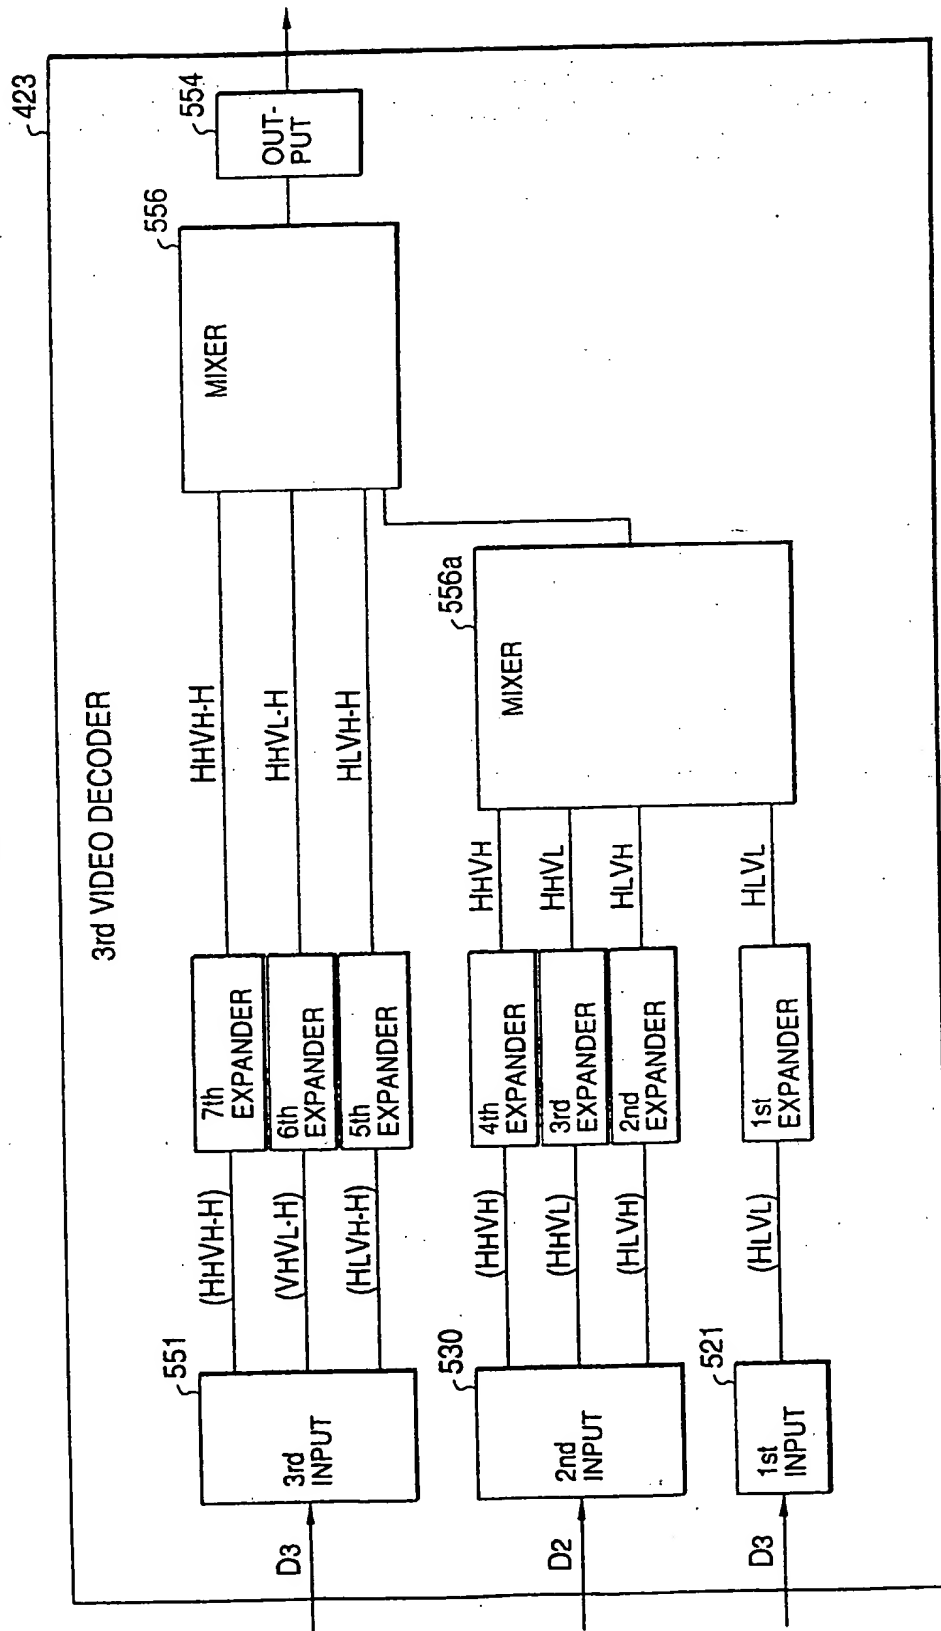 423
3rd VIDEO DECODER
D3
551
3rd
INPUT
(HHVH-H)
(VHVL-H)
(HLVH-H)
7th
EXPANDER
6th
EXPANDER
5th
EXPANDER
HHVH-H
HHVL-H
HLVH-H
556
MIXER
554
OUT-
PUT
D2
530
2nd
INPUT
(HHVH)
(HHVL)
(HLVH)
4th
EXPANDER
3rd
EXPANDER
2nd
EXPANDER
HHVH
HHVL
HLVH
556a
MIXER
D3
521
1st
INPUT
(HLVL)
1st
EXPANDER
HLVL